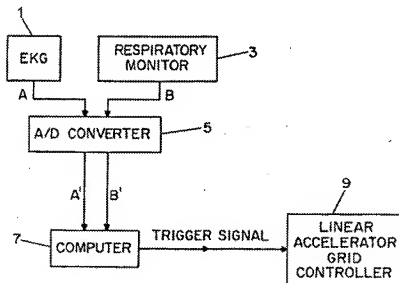 1
EKG
RESPIRATORY
MONITOR
3
A
B
A/D CONVERTER
5
A'
B'
7
COMPUTER
TRIGGER SIGNAL
9
LINEAR
ACCELERATOR
GRID
CONTROLLER